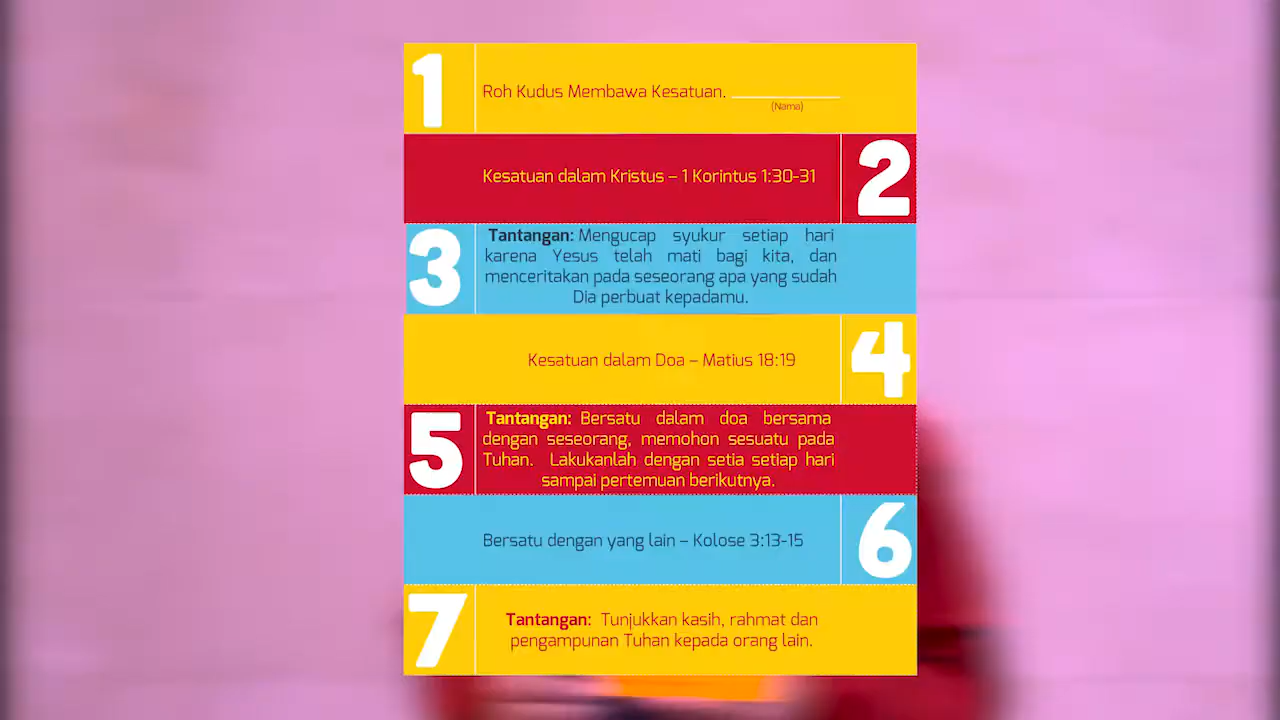 1
Roh Kudus Membawa Kesatuan. ____________
(Nama)
Kesatuan dalam Kristus – 1 Korintus 1:30-31
2
3
Tantangan: Mengucap syukur setiap hari
karena Yesus telah mati bagi kita, dan
menceritakan pada seseorang apa yang sudah
Dia perbuat kepadamu.
Kesatuan dalam Doa – Matius 18:19
4
5
Tantangan: Bersatu dalam doa bersama
dengan seseorang, memohon sesuatu pada
Tuhan. Lakukanlah dengan setia setiap hari
sampai pertemuan berikutnya.
Bersatu dengan yang lain – Kolose 3:13-15
6
7
Tantangan: Tunjukkan kasih, rahmat dan
pengampunan Tuhan kepada orang lain.